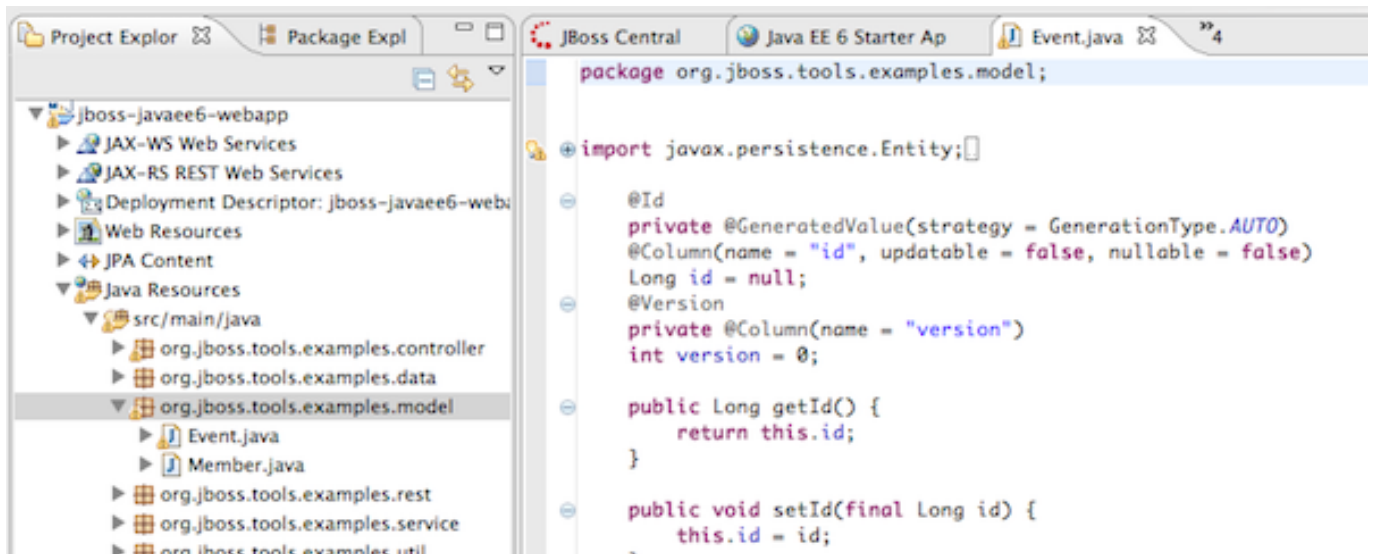 Project Explor
Package Expl
jboss-javaee6-webapp
JAX-WS Web Services
JAX-RS REST Web Services
Deployment Descriptor: jboss-javaee6-weba
Web Resources
JPA Content
Java Resources
src/main/java
org.jboss.tools.examples.controller
org.jboss.tools.examples.data
org.jboss.tools.examples.model
Event.java
Member.java
org.jboss.tools.examples.rest
org.jboss.tools.examples.service
org.jboss.tools.examples.util
JBoss Central
Java EE 6 Starter Ap
Event.java
»4
package org.jboss.tools.examples.model;
import javax.persistence.Entity;
@Id
private @GeneratedValue(strategy = GenerationType.AUTO)
@Column(name = "id", updatable = false, nullable = false)
Long id = null;
@Version
private @Column(name = "version")
int version = 0;
public Long getId() {
return this.id;
}
public void setId(final Long id) {
this.id = id;